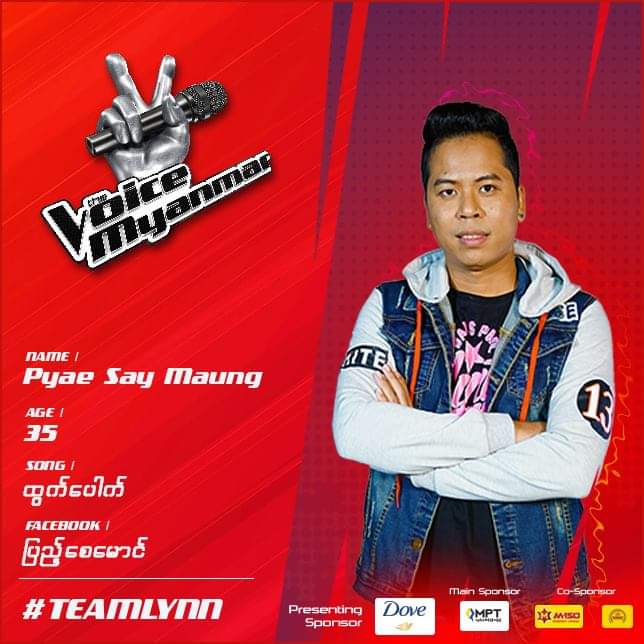 the
Voice
Myanmar
NAME |
Pyae Say Maung
AGE |
35
SONG |
ထွက်ပေါက်
FACEBOOK |
ပြည့်စေမောင်
#TEAMLYNN
Presenting
Sponsor
Dove
Main Sponsor
MPT
Co-Sponsor
13